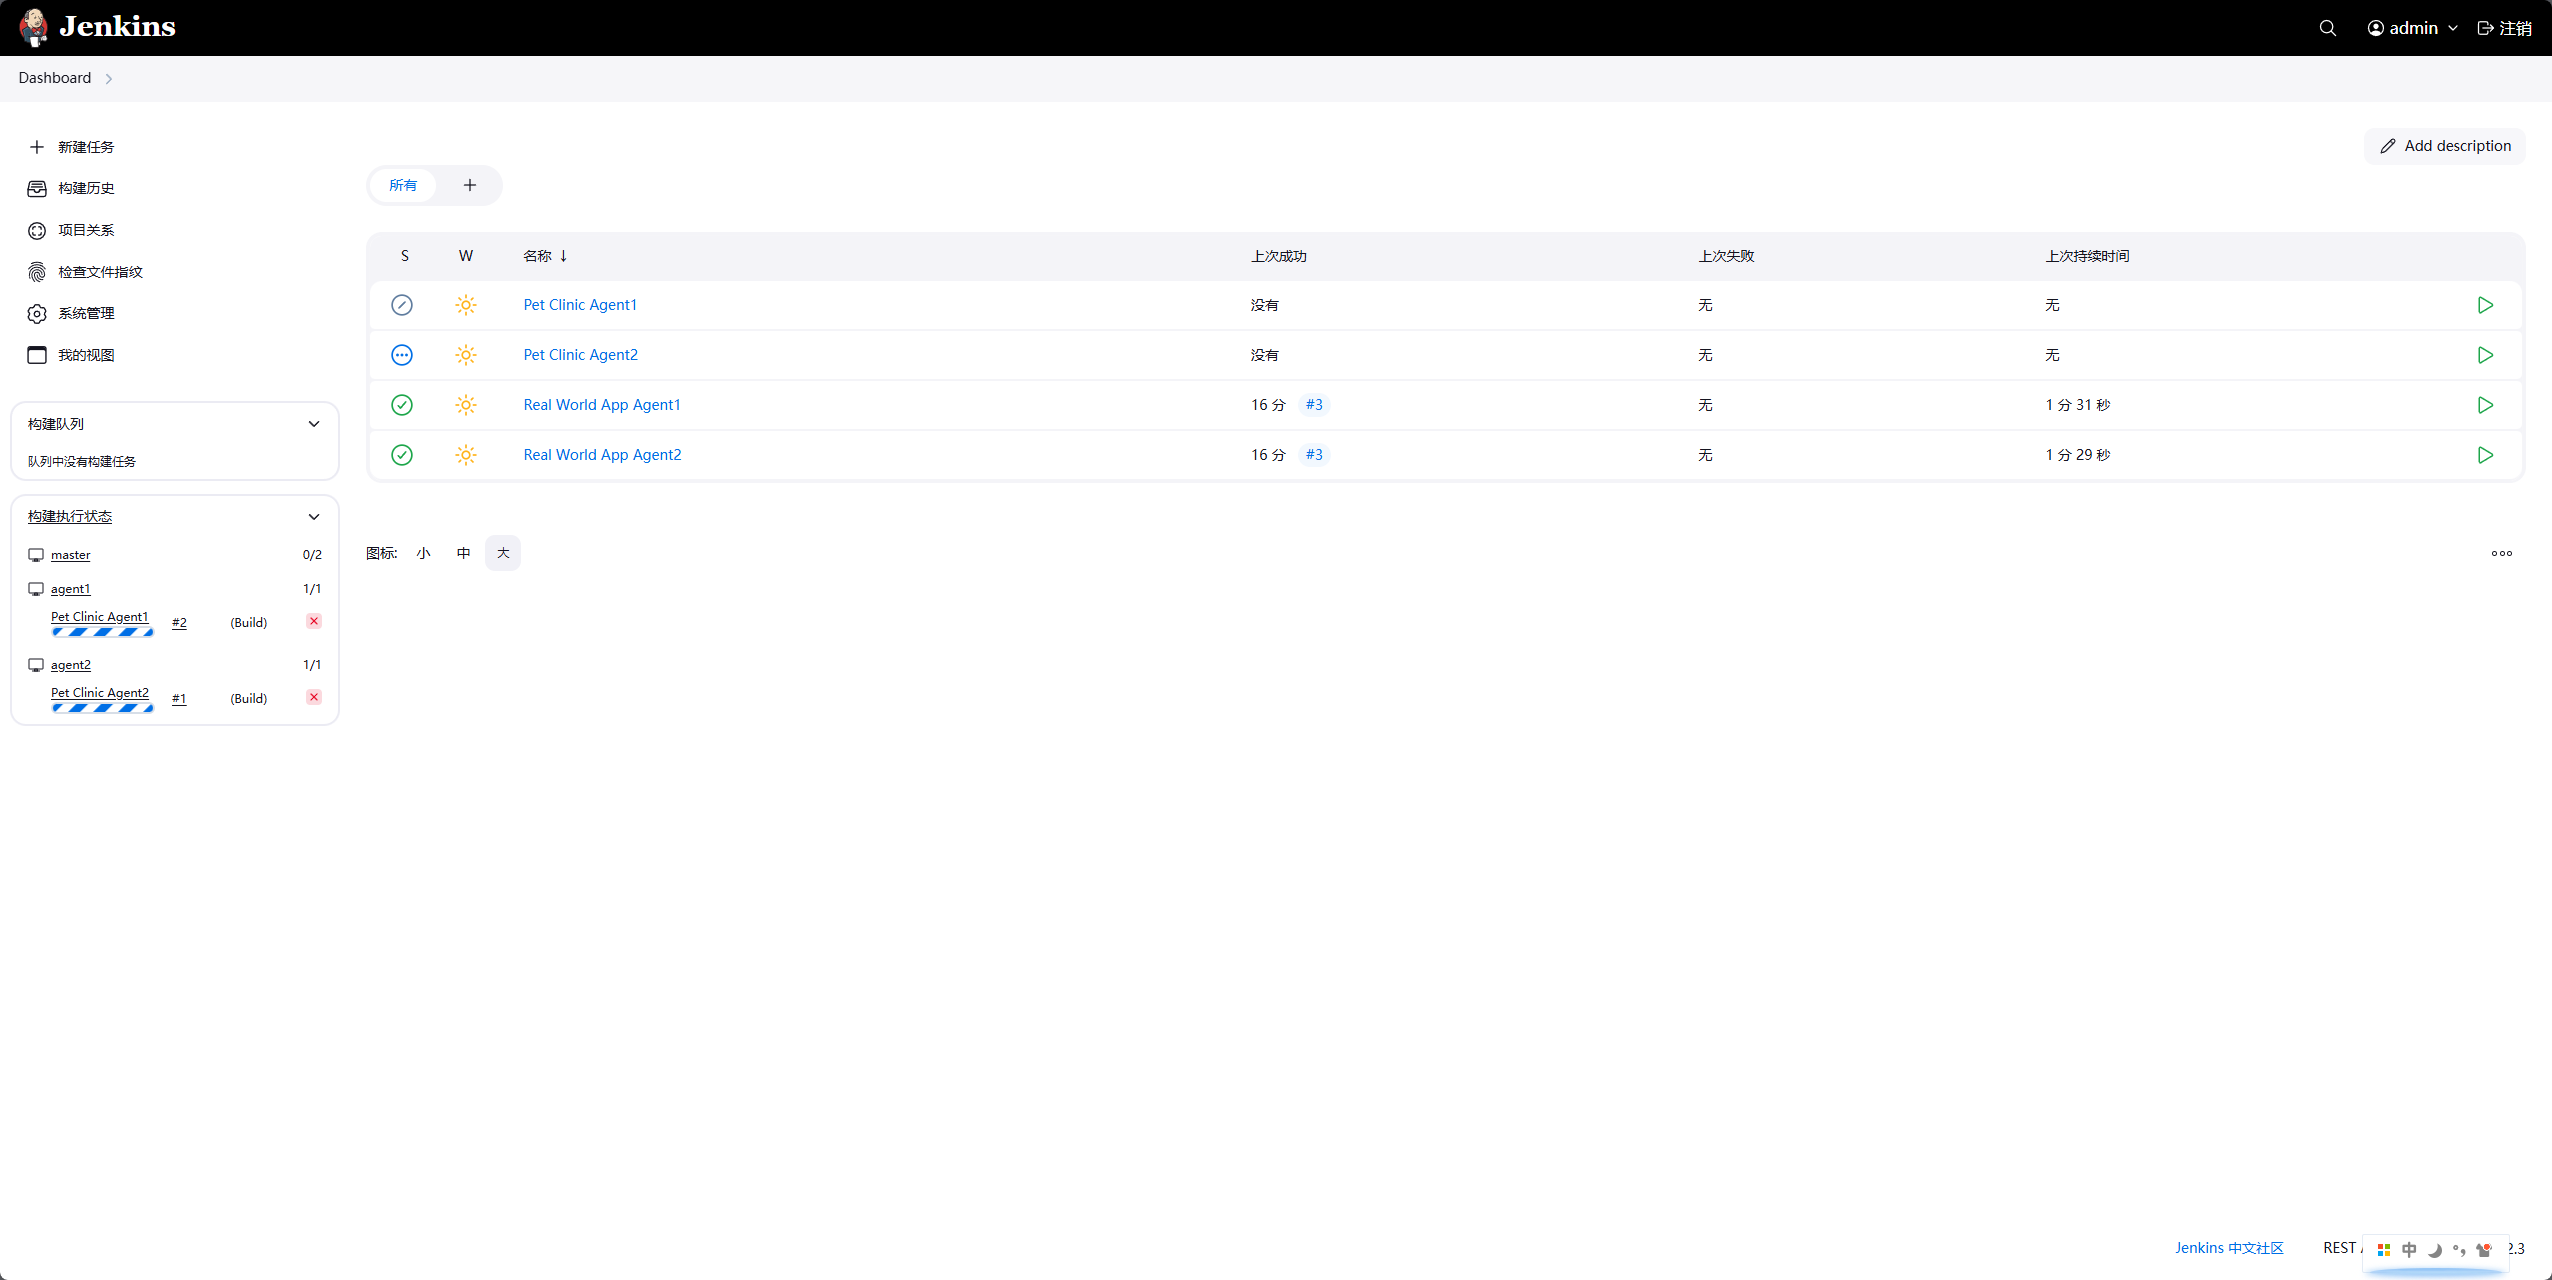 Jenkins
admin
注销
Dashboard
新建任务
构建历史
项目关系
检查文件指纹
系统管理
我的视图
构建队列
队列中没有构建任务
构建执行状态
master 0/2
agent1 1/1
Pet Clinic Agent1 #2 (Build)
agent2 1/1
Pet Clinic Agent2 #1 (Build)
Add description
所有 +
S W 名称 ↓ 上次成功 上次失败 上次持续时间
Pet Clinic Agent1 没有 无 无
Pet Clinic Agent2 没有 无 无
Real World App Agent1 16 分 #3 无 1 分 31 秒
Real World App Agent2 16 分 #3 无 1 分 29 秒
图标: 小 中 大
Jenkins 中文社区 REST 中 2.3